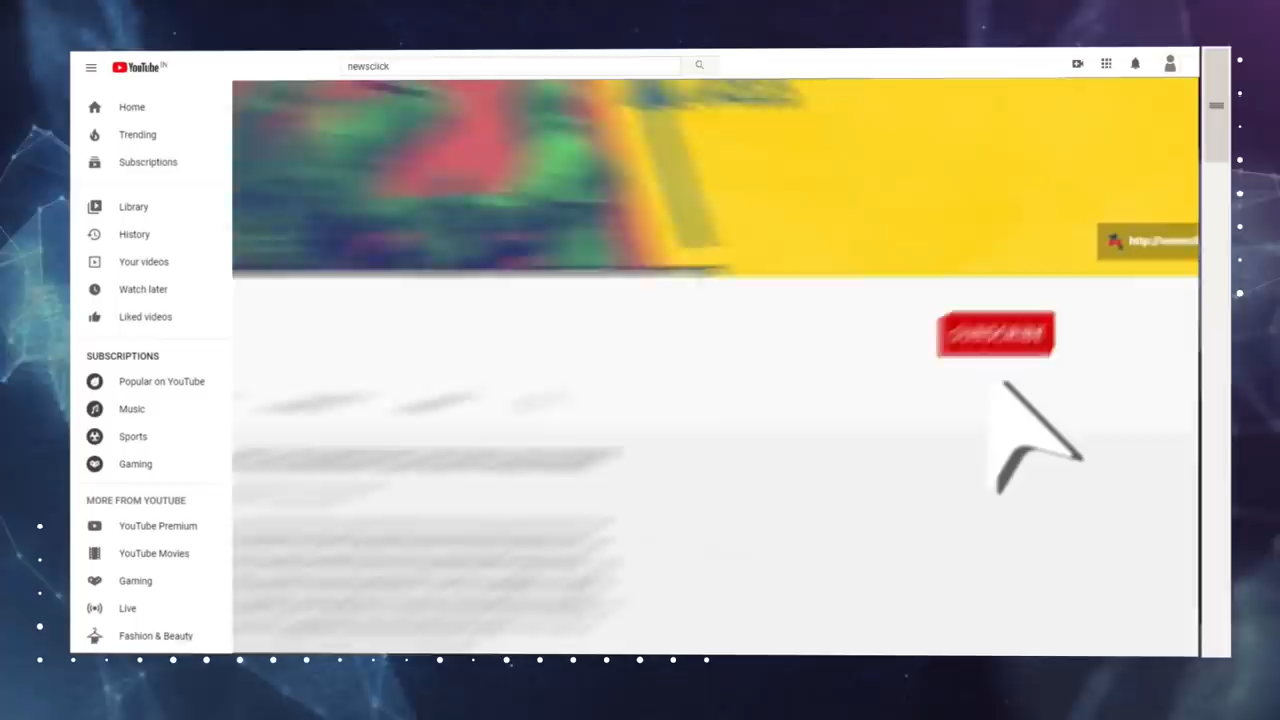 YouTube IN
newsclick
Home
Trending
Subscriptions
Library
History
Your videos
Watch later
Liked videos
SUBSCRIPTIONS
Popular on YouTube
Music
Sports
Gaming
MORE FROM YOUTUBE
YouTube Premium
YouTube Movies
Gaming
Live
Fashion & Beauty
SUBSCRIBE